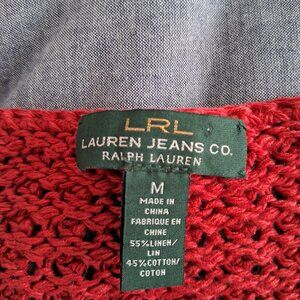 LRL
LAUREN JEANS CO.
RALPH LAUREN
M
MADE IN
CHINA
FABRIQUE EN
CHINE
55% LINEN/
LIN
45% COTTON/
COTON